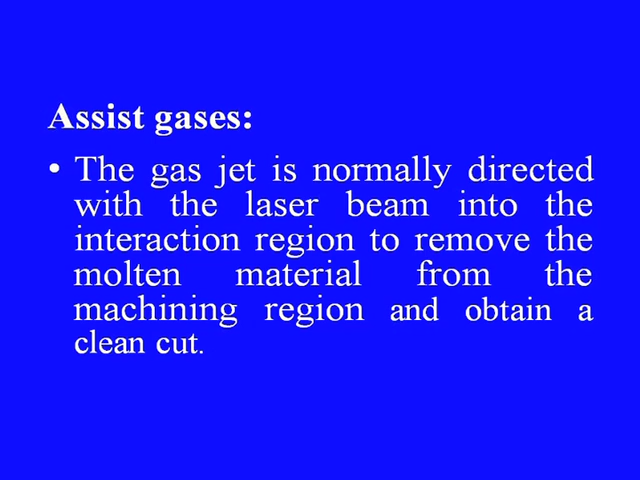 Assist gases:
• The gas jet is normally directed
with the laser beam into the
interaction region to remove the
molten material from the
machining region and obtain a
clean cut.